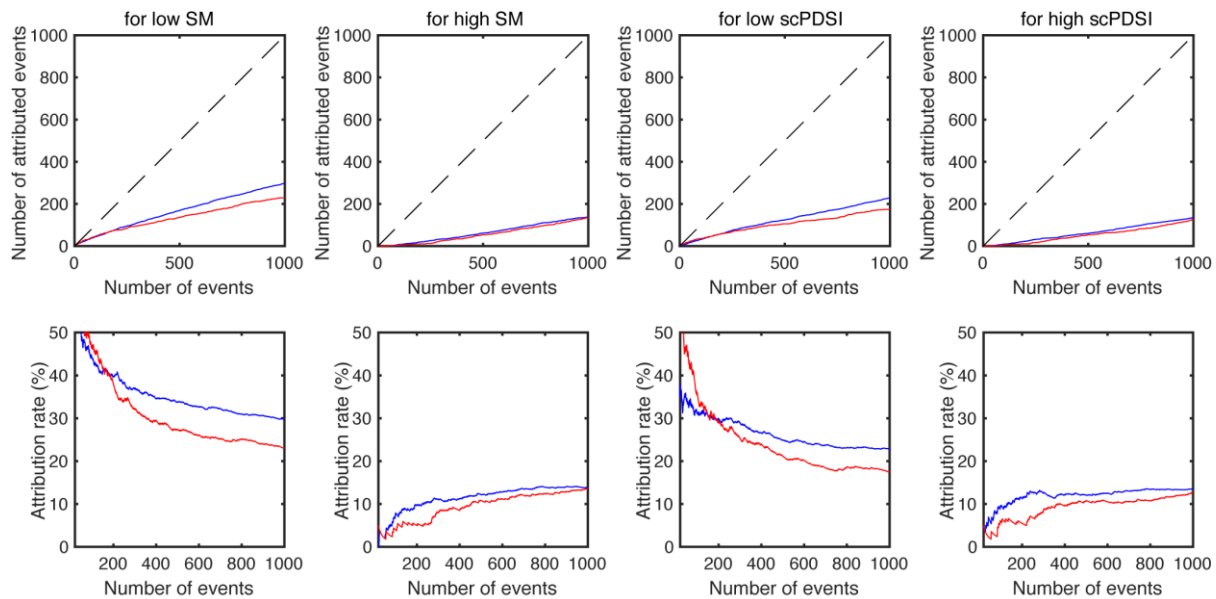 for low SM
for high SM
for low scPDSI
for high scPDSI
Number of attributed events
1000
800
600
400
200
0
0 500 1000
Number of events
Number of attributed events
1000
800
600
400
200
0
0 500 1000
Number of events
Number of attributed events
1000
800
600
400
200
0
0 500 1000
Number of events
Number of attributed events
1000
800
600
400
200
0
0 500 1000
Number of events
Attribution rate (%)
50
40
30
20
10
0
200 400 600 800 1000
Number of events
Attribution rate (%)
50
40
30
20
10
0
200 400 600 800 1000
Number of events
Attribution rate (%)
50
40
30
20
10
0
200 400 600 800 1000
Number of events
Attribution rate (%)
50
40
30
20
10
0
200 400 600 800 1000
Number of events